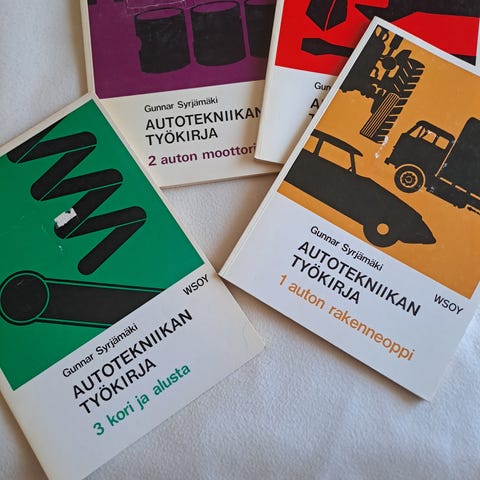 Gunnar Syrjämäki
AUTOTEKNIIKAN
TYÖKIRJA
2 auton moottori
WSOY
Gunnar Syrjämäki
AUTOTEKNIIKAN
TYÖKIRJA
3 kori ja alusta
Gunnar Syrjämäki
AUTOTEKNIIKAN
TYÖKIRJA
WSOY
1 auton rakenneoppi